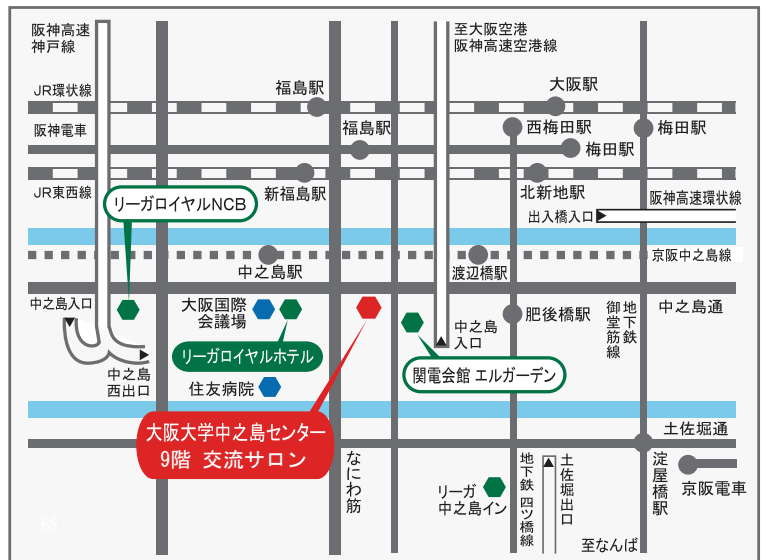 阪神高速
神戸線
至大阪空港
阪神高速空港線
JR環状線
福島駅
大阪駅
阪神電車
福島駅
西梅田駅
梅田駅
梅田駅
JR東西線
新福島駅
北新地駅
阪神高速環状線
リーガロイヤルNCB
出入橋入口
京阪中之島線
中之島駅
渡辺橋駅
中之島入口
大阪国際
会議場
中之島
入口
肥後橋駅
地下鉄
御堂筋線
中之島通
リーガロイヤルホテル
中之島
西出口
住友病院
関電会館 エルガーデン
大阪大学中之島センター
9階 交流サロン
土佐堀通
なにわ筋
リーガ
中之島イン
地下鉄 四ツ橋線
土佐堀出口
淀屋橋駅
京阪電車
至なんば
BS